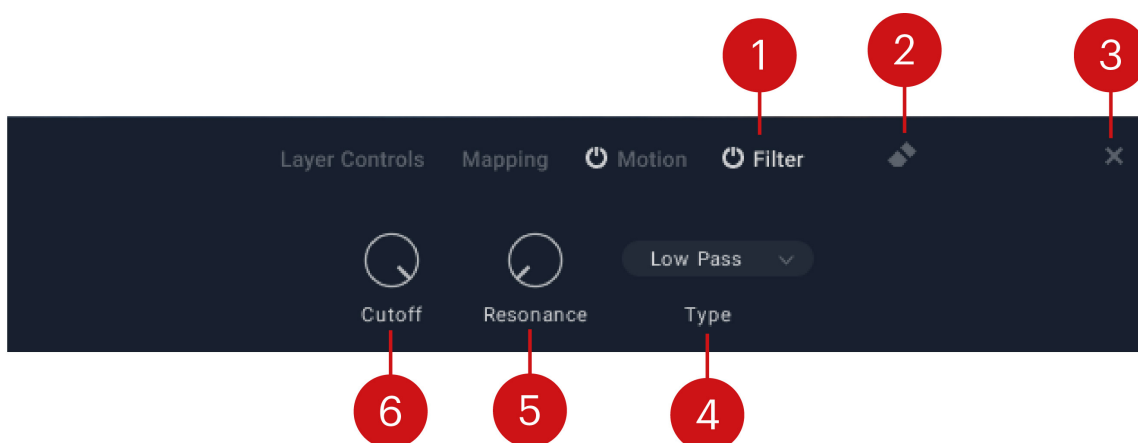 1 2 3
Layer Controls Mapping Motion Filter
Low Pass
Cutoff Resonance Type
6 5 4